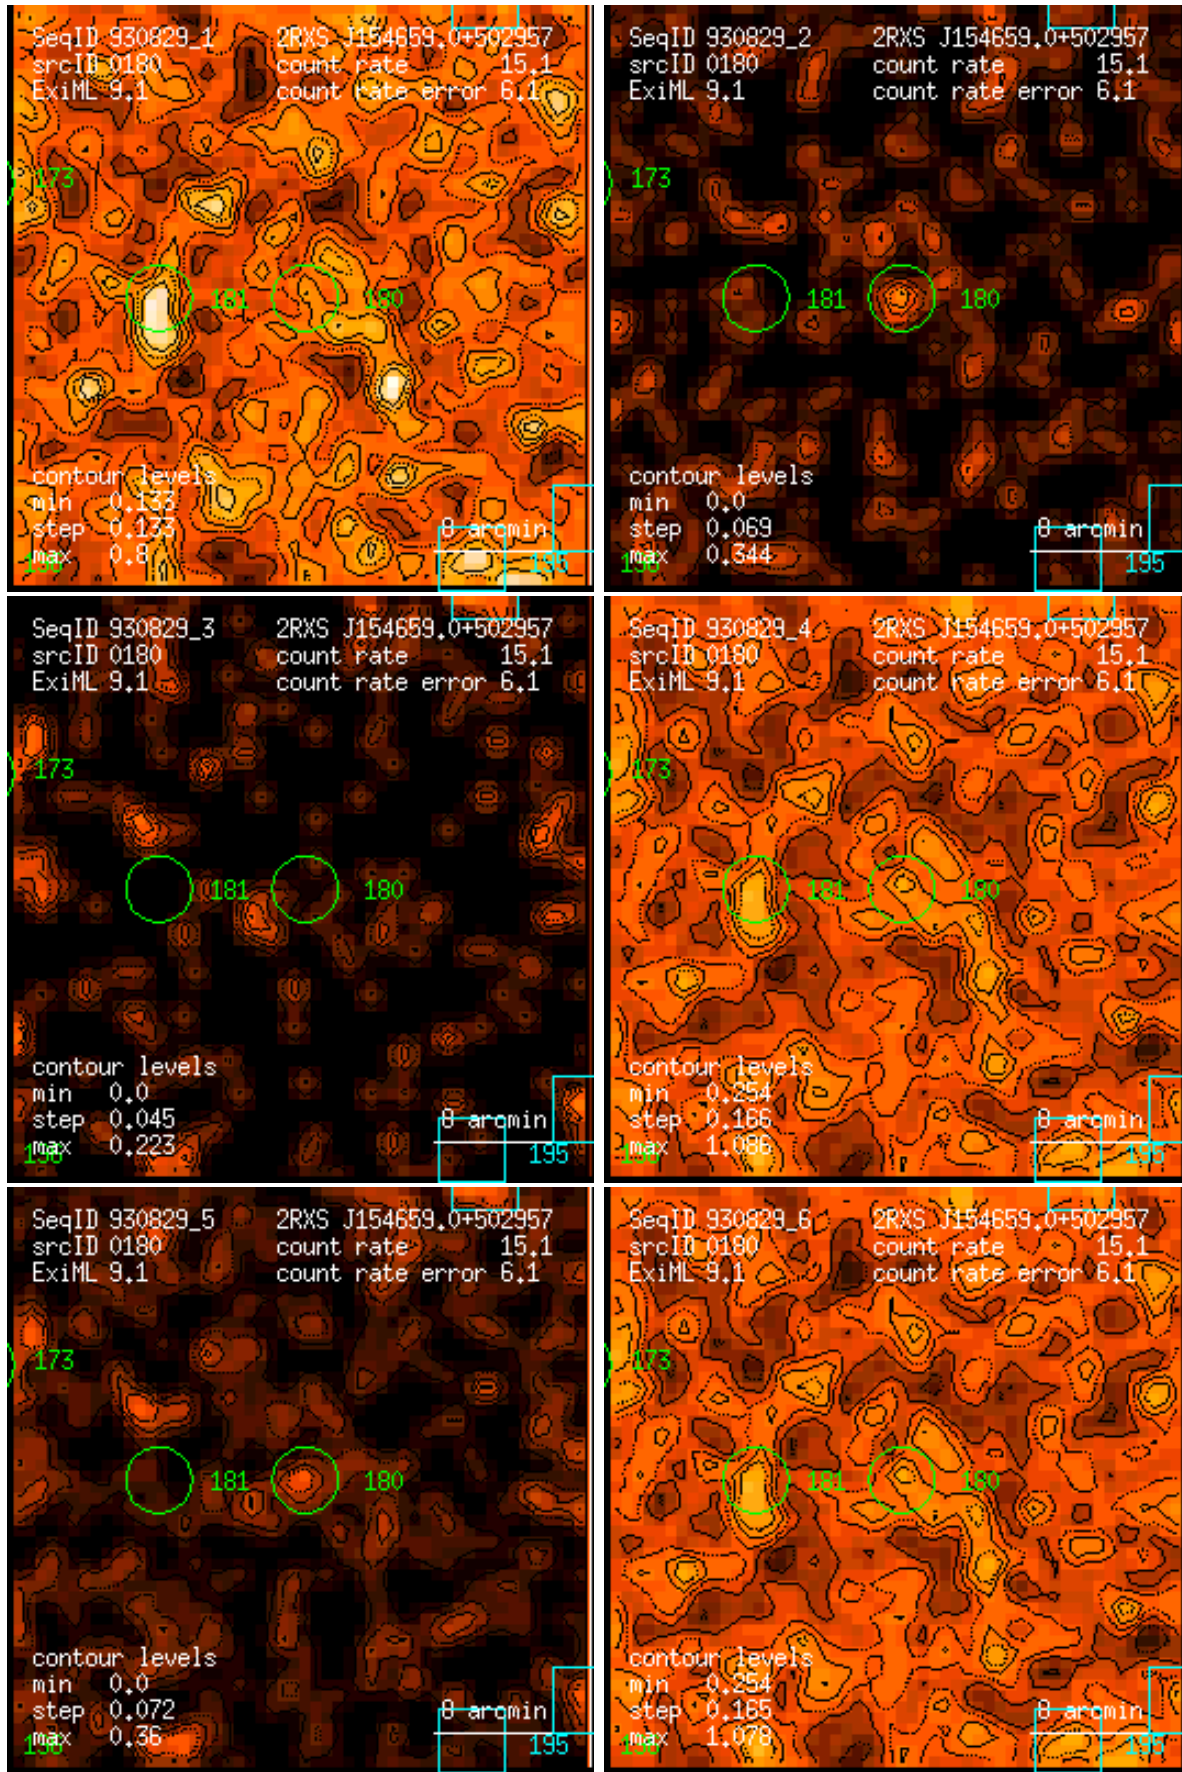 SeqID 930829_1 2RXS J154659.0+502957
srcID 0180 count rate 15.1
ExiML 9.1 count rate error 6.1
173
181 180
contour levels
min 0.133
step 0.133 8 arcmin
max 0.8 195
SeqID 930829_2 2RXS J154659.0+502957
srcID 0180 count rate 15.1
ExiML 9.1 count rate error 6.1
173
181 180
contour levels
min 0.0
step 0.069 8 arcmin
max 0.344 195
SeqID 930829_3 2RXS J154659.0+502957
srcID 0180 count rate 15.1
ExiML 9.1 count rate error 6.1
173
181 180
contour levels
min 0.0
step 0.045 8 arcmin
max 0.223 195
SeqID 930829_4 2RXS J154659.0+502957
srcID 0180 count rate 15.1
ExiML 9.1 count rate error 6.1
173
181 180
contour levels
min 0.254
step 0.166 8 arcmin
max 1.086 195
SeqID 930829_5 2RXS J154659.0+502957
srcID 0180 count rate 15.1
ExiML 9.1 count rate error 6.1
173
181 180
contour levels
min 0.0
step 0.072 8 arcmin
max 0.36 195
SeqID 930829_6 2RXS J154659.0+502957
srcID 0180 count rate 15.1
ExiML 9.1 count rate error 6.1
173
181 180
contour levels
min 0.254
step 0.165 8 arcmin
max 1.078 195